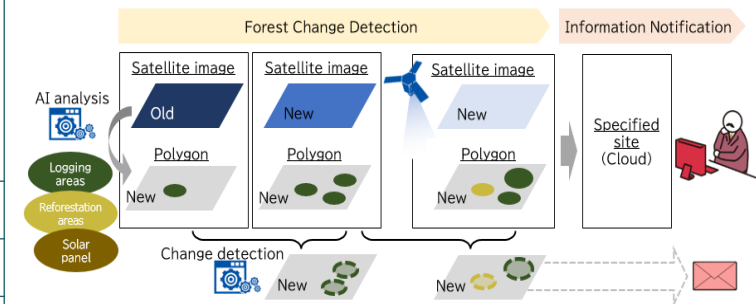 Forest Change Detection
Information Notification
Satellite image
Satellite image
Satellite image
AI analysis
Old
New
New
Specified
site
(Cloud)
Polygon
Polygon
Polygon
Logging
areas
New
New
New
Reforestation
areas
Solar
panel
Change detection
New
New